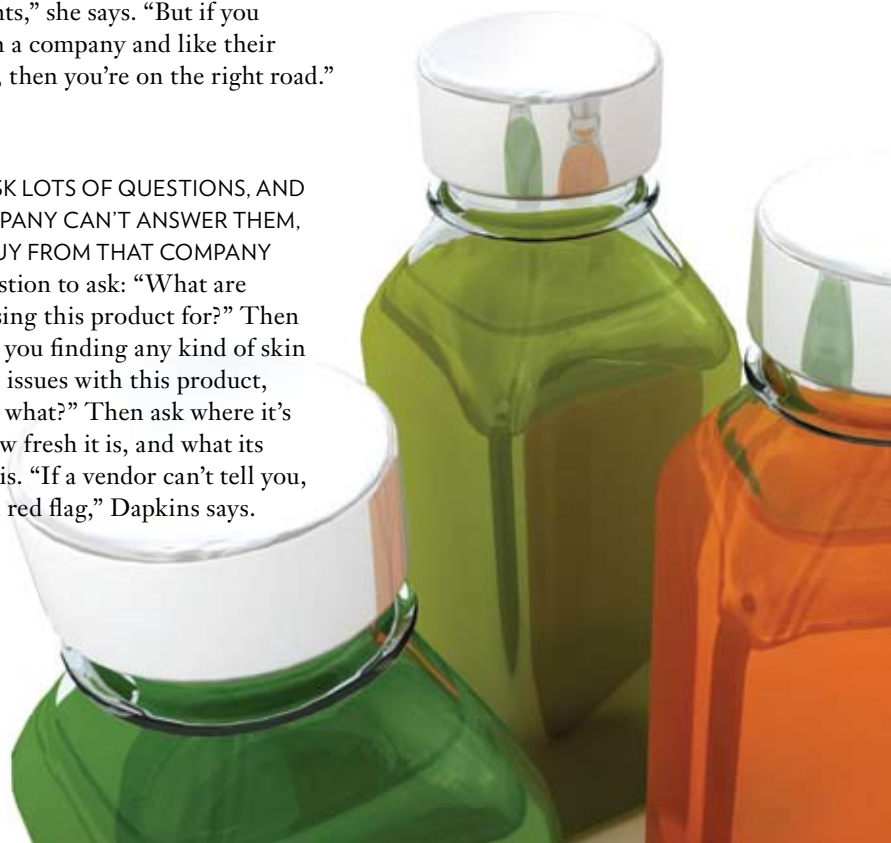 nts,” she says. “But if you
a company and like their
, then you’re on the right road.”
SK LOTS OF QUESTIONS, AND
MPANY CAN’T ANSWER THEM,
UY FROM THAT COMPANY
stion to ask: “What are
sing this product for?” Then
you finding any kind of skin
issues with this product,
what?” Then ask where it’s
w fresh it is, and what its
is. “If a vendor can’t tell you,
red flag,” Dapkins says.